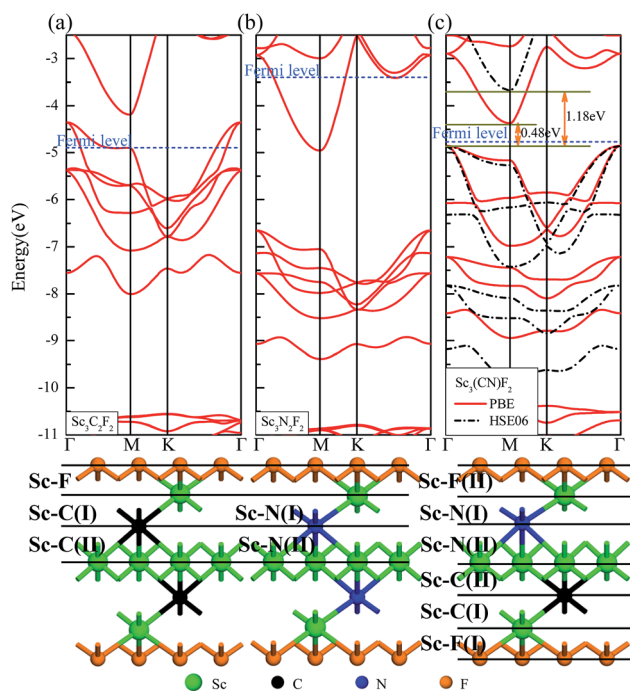 (a)
(b)
(c)
-3
-4
-5
-6
-7
-8
-9
-10
-11
Energy(eV)
Fermi level
Fermi level
Fermi level
1.18eV
0.48eV
Sc3C2F2
Sc3N2F2
Sc3(CN)F2
PBE
HSE06
Γ M K Γ M K Γ Γ M K Γ
Sc-F
Sc-C(I)
Sc-C(II)
Sc-N(I)
Sc-N(II)
Sc-F(II)
Sc-N(I)
Sc-N(II)
Sc-C(II)
Sc-C(I)
Sc-F(I)
Sc C N F